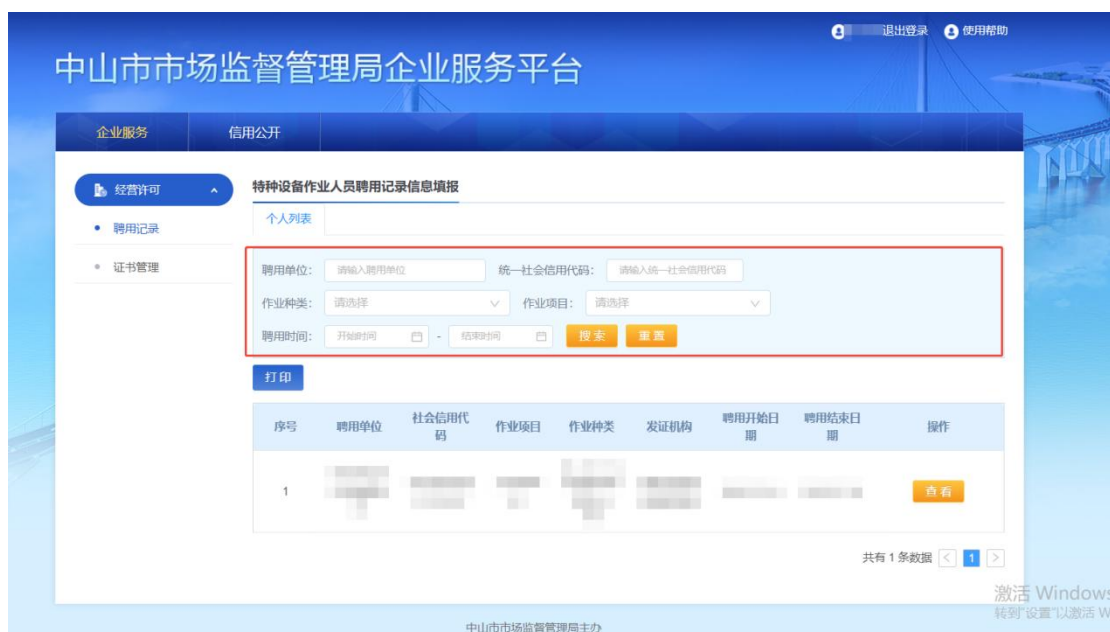 退出登录 使用帮助
中山市市场监督管理局企业服务平台
企业服务 信用公开
经营许可 特种设备作业人员聘用记录信息填报
个人列表
聘用记录
证书管理
聘用单位： 请输入聘用单位 统一社会信用代码： 请输入统一社会信用代码
作业种类： 请选择 作业项目： 请选择
聘用时间： 开始时间 - 结束时间 搜索 重置
打印
序号 聘用单位 社会信用代码 作业项目 作业种类 发证机构 聘用开始日期 聘用结束日期 操作
1 查看
共有 1 条数据 < 1 >
激活 Windows
转到"设置"以激活 W
中山市市场监督管理局主办